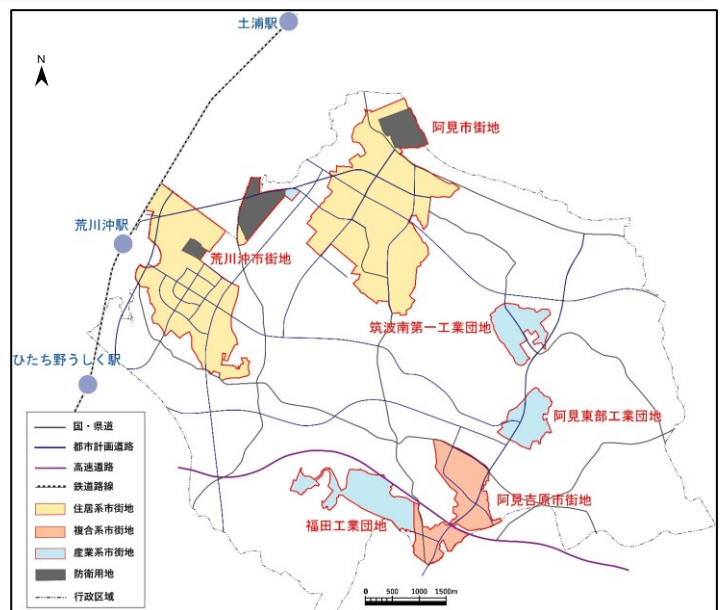 土浦駅
N
阿見市街地
荒川沖駅
荒川沖市街地
筑波南第一工業団地
ひたち野うしく駅
阿見東部工業団地
阿見吉原市街地
福田工業団地
国・県道
都市計画道路
高速道路
鉄道路線
住居系市街地
複合系市街地
産業系市街地
防衛用地
行政区域
0 500 1000 1500m